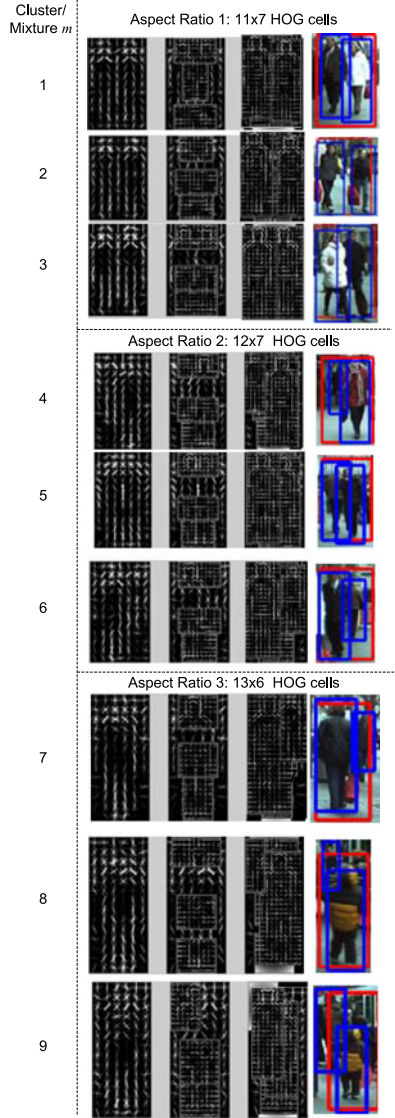 Cluster/
Mixture m
Aspect Ratio 1: 11x7 HOG cells
1
2
3
Aspect Ratio 2: 12x7 HOG cells
4
5
6
Aspect Ratio 3: 13x6 HOG cells
7
8
9